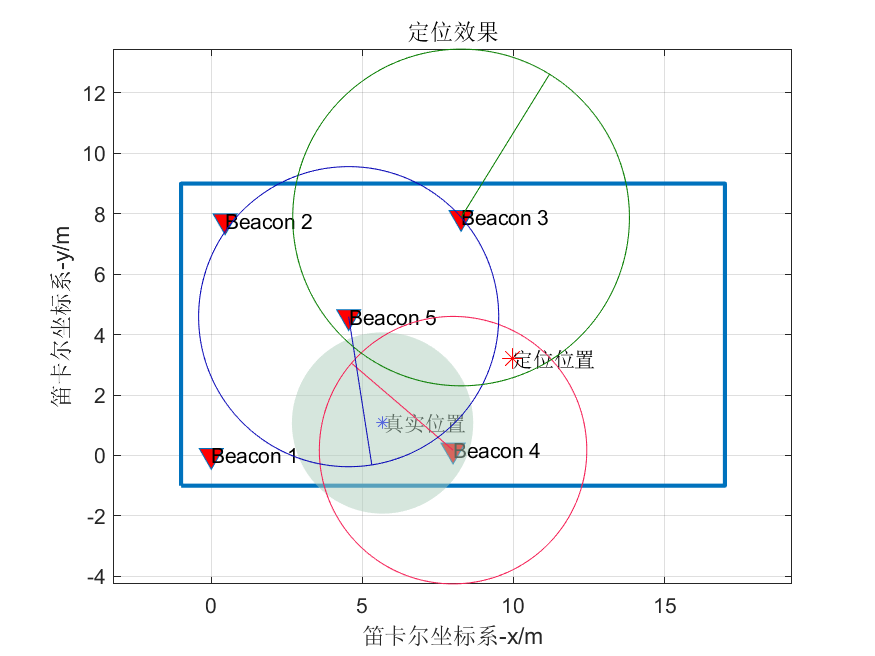 定位效果
12
10
8
6
4
2
0
-2
-4
笛卡尔坐标系-y/m
Beacon 2
Beacon 3
Beacon 5
定位位置
真实位置
Beacon 1
Beacon 4
0 5 10 15
笛卡尔坐标系-x/m